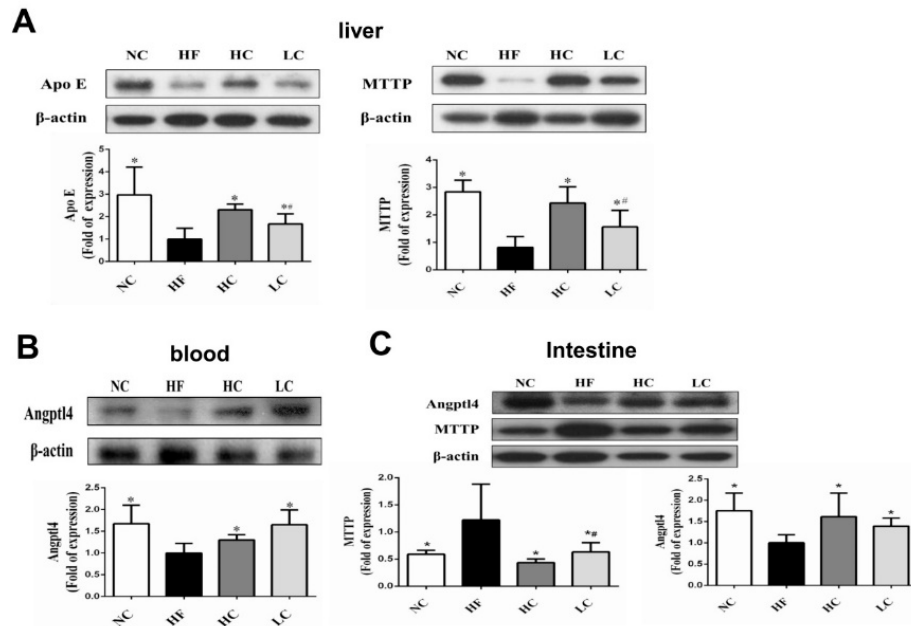 A
liver
NC HF HC LC
Apo E
β-actin
Apo E
(Fold of expression)
5
4
3
2
1
0
* * *#
NC HF HC LC
NC HF HC LC
MTTP
β-actin
MTTP
(Fold of expression)
4
3
2
1
0
* * *#
NC HF HC LC
B
blood
NC HF HC LC
Angptl4
β-actin
Angptl4
(Fold of expression)
2.5
2.0
1.5
1.0
0.5
0.0
* * *
NC HF HC LC
C
Intestine
NC HF HC LC
Angptl4
MTTP
β-actin
MTTP
(Fold of expression)
2.0
1.5
1.0
0.5
0.0
* * *#
NC HF HC LC
Angptl4
(Fold of expression)
2.5
2.0
1.5
1.0
0.5
0.0
* * *
NC HF HC LC